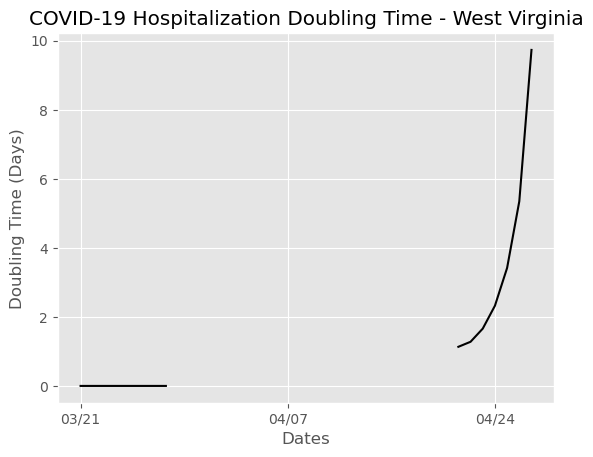 COVID-19 Hospitalization Doubling Time - West Virginia
Doubling Time (Days)
10
8
6
4
2
0
03/21 04/07 04/24
Dates